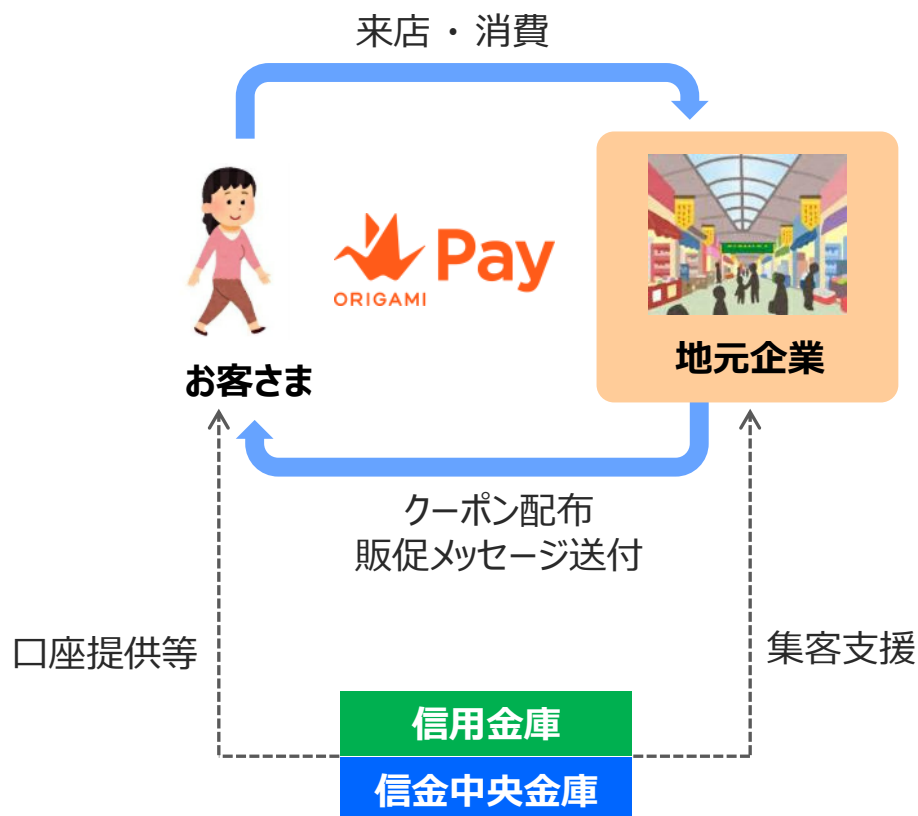 来店・消費
Pay
ORIGAMI
お客さま
地元企業
クーポン配布
販促メッセージ送付
口座提供等
集客支援
信用金庫
信金中央金庫